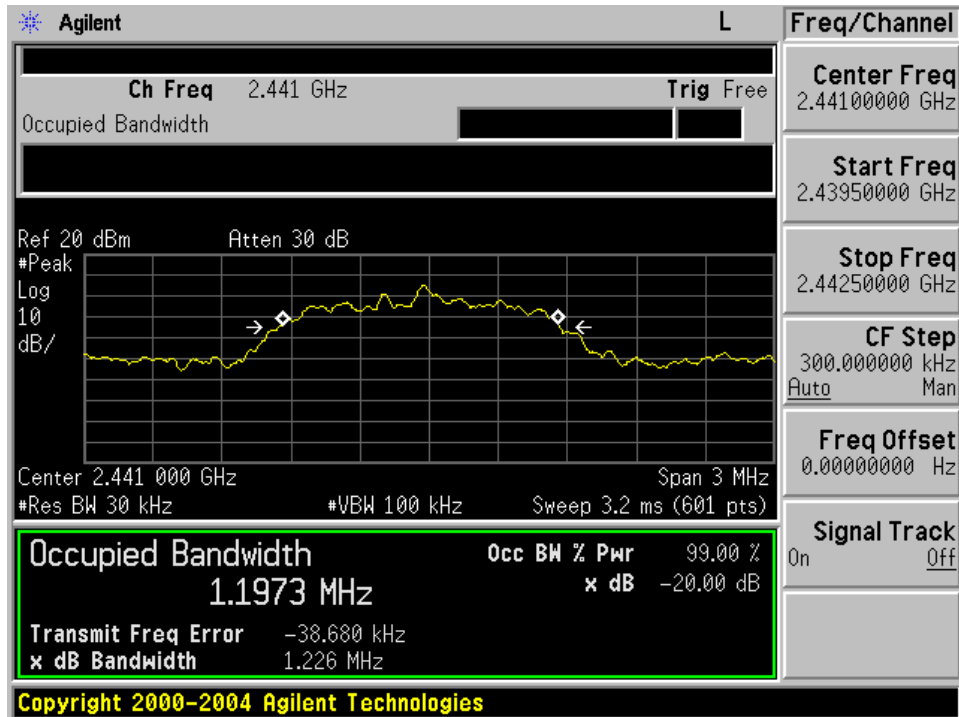 Agilent L
Ch Freq 2.441 GHz Trig Free
Occupied Bandwidth
Ref 20 dBm Atten 30 dB
#Peak
Log
10
dB/
Center 2.441 000 GHz Span 3 MHz
#Res BW 30 kHz #VBW 100 kHz Sweep 3.2 ms (601 pts)
Occupied Bandwidth Occ BW % Pwr 99.00 %
1.1973 MHz x dB -20.00 dB
Transmit Freq Error -38.680 kHz
x dB Bandwidth 1.226 MHz
Copyright 2000-2004 Agilent Technologies
Freq/Channel
Center Freq
2.44100000 GHz
Start Freq
2.43950000 GHz
Stop Freq
2.44250000 GHz
CF Step
300.000000 kHz
Auto Man
Freq Offset
0.00000000 Hz
Signal Track
On Off